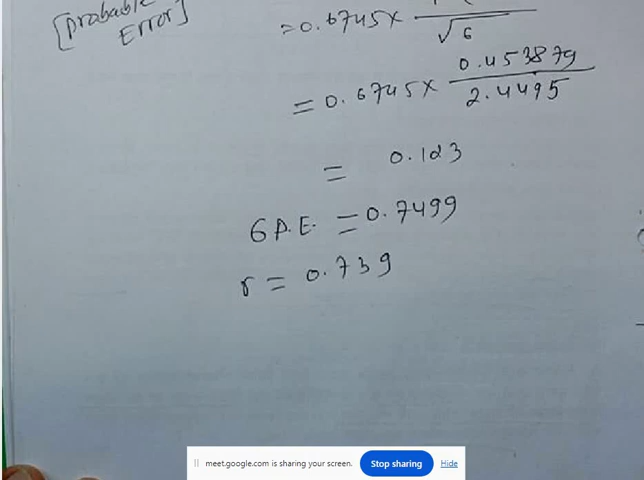 [Probable
Error]
=0.6745×
√6
=0.6745× 0.453879
2.4495
= 0.123
6 P.E. =0.7499
r = 0.739
meet.google.com is sharing your screen. Stop sharing Hide